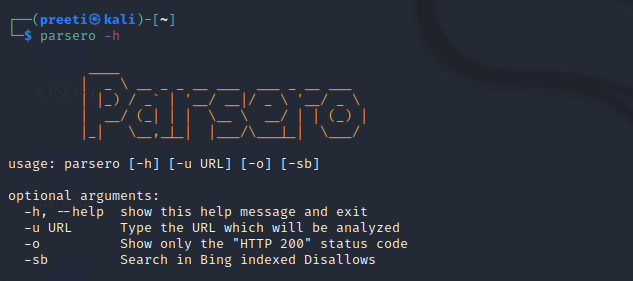 ┌──(preeti㉿kali)-[~]
└─$ parsero -h
Parsero
usage: parsero [-h] [-u URL] [-o] [-sb]
optional arguments:
-h, --help  show this help message and exit
-u URL      Type the URL which will be analyzed
-o          Show only the "HTTP 200" status code
-sb         Search in Bing indexed Disallows